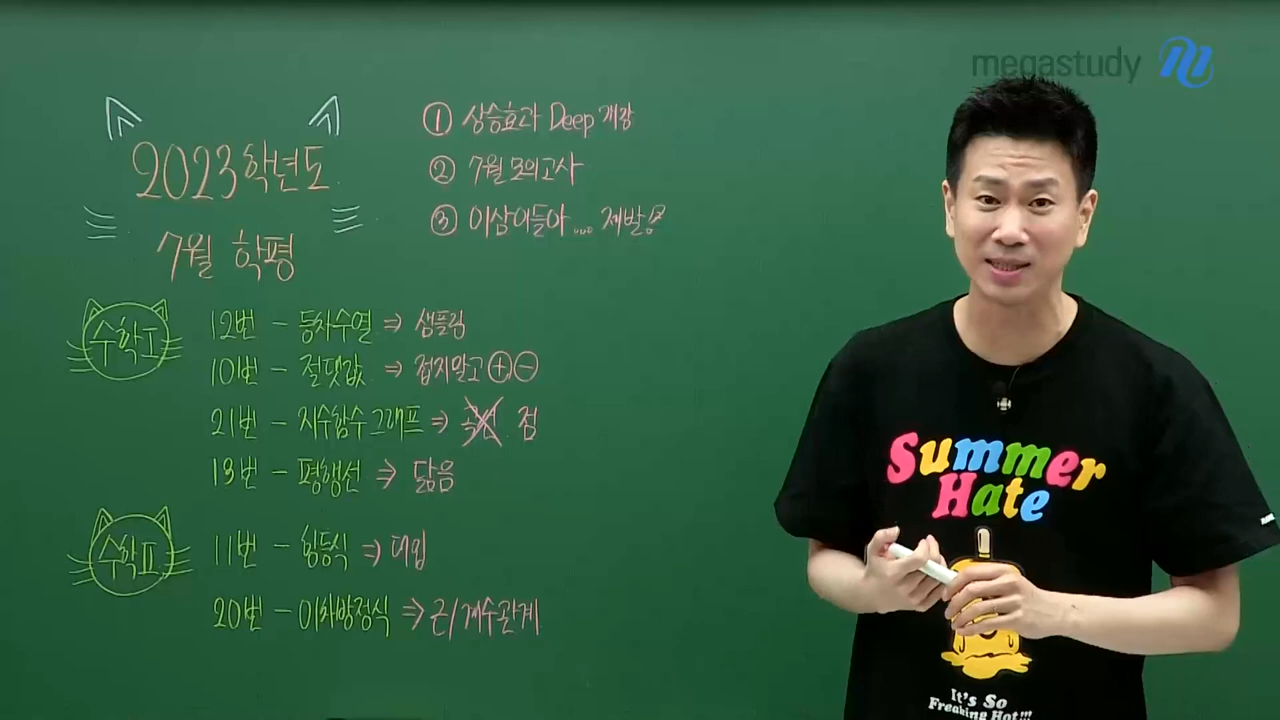 megastudy
2023학년도
7월 학평
① 상승효과 Deep 개강
② 7월 모의고사
③ 이삼이들아 ... 제발
수학I
12번 - 등차수열 ⇒ 샘플링
10번 - 절댓값 ⇒ 접지말고 ⊕⊖
21번 - 지수함수 그래프 ⇒ 점
13번 - 평행선 ⇒ 닮음
수학II
11번 - 항등식 ⇒ 대입
20번 - 이차방정식 ⇒ 근/계수관계
Summer
Hate
It's So
Freaking Hot!!!